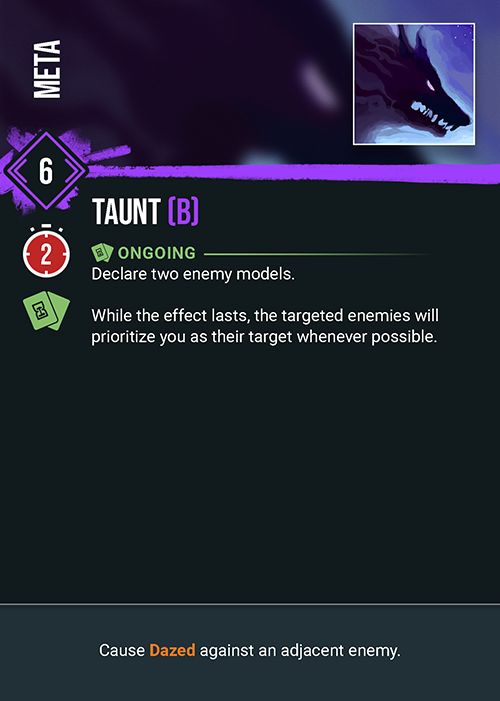 META
6
TAUNT (B)
2
ONGOING
Declare two enemy models.
While the effect lasts, the targeted enemies will
prioritize you as their target whenever possible.
Cause Dazed against an adjacent enemy.